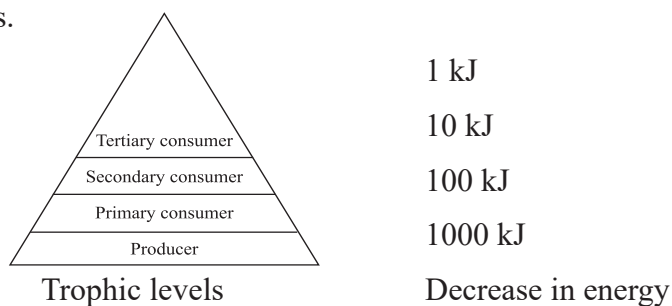 s.
1 kJ
10 kJ
Tertiary consumer
Secondary consumer
100 kJ
Primary consumer
1000 kJ
Producer
Trophic levels
Decrease in energy